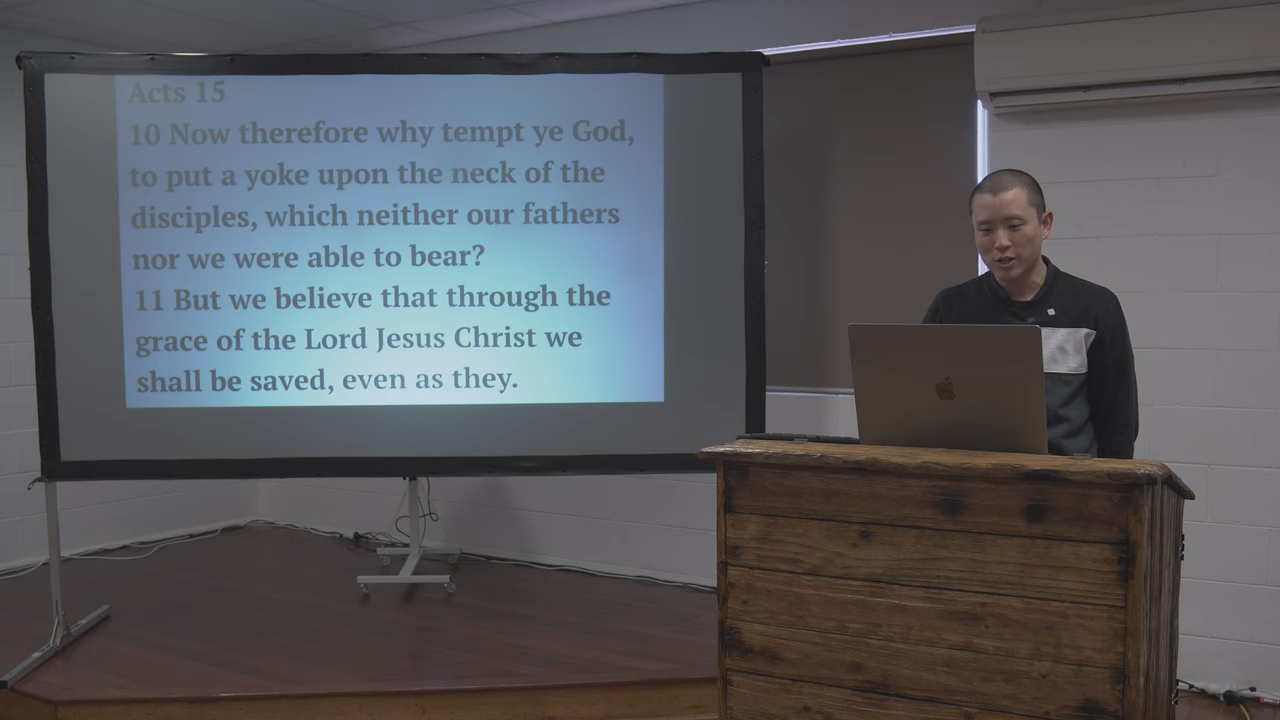 Acts 15
10 Now therefore why tempt ye God,
to put a yoke upon the neck of the
disciples, which neither our fathers
nor we were able to bear?
11 But we believe that through the
grace of the Lord Jesus Christ we
shall be saved, even as they.